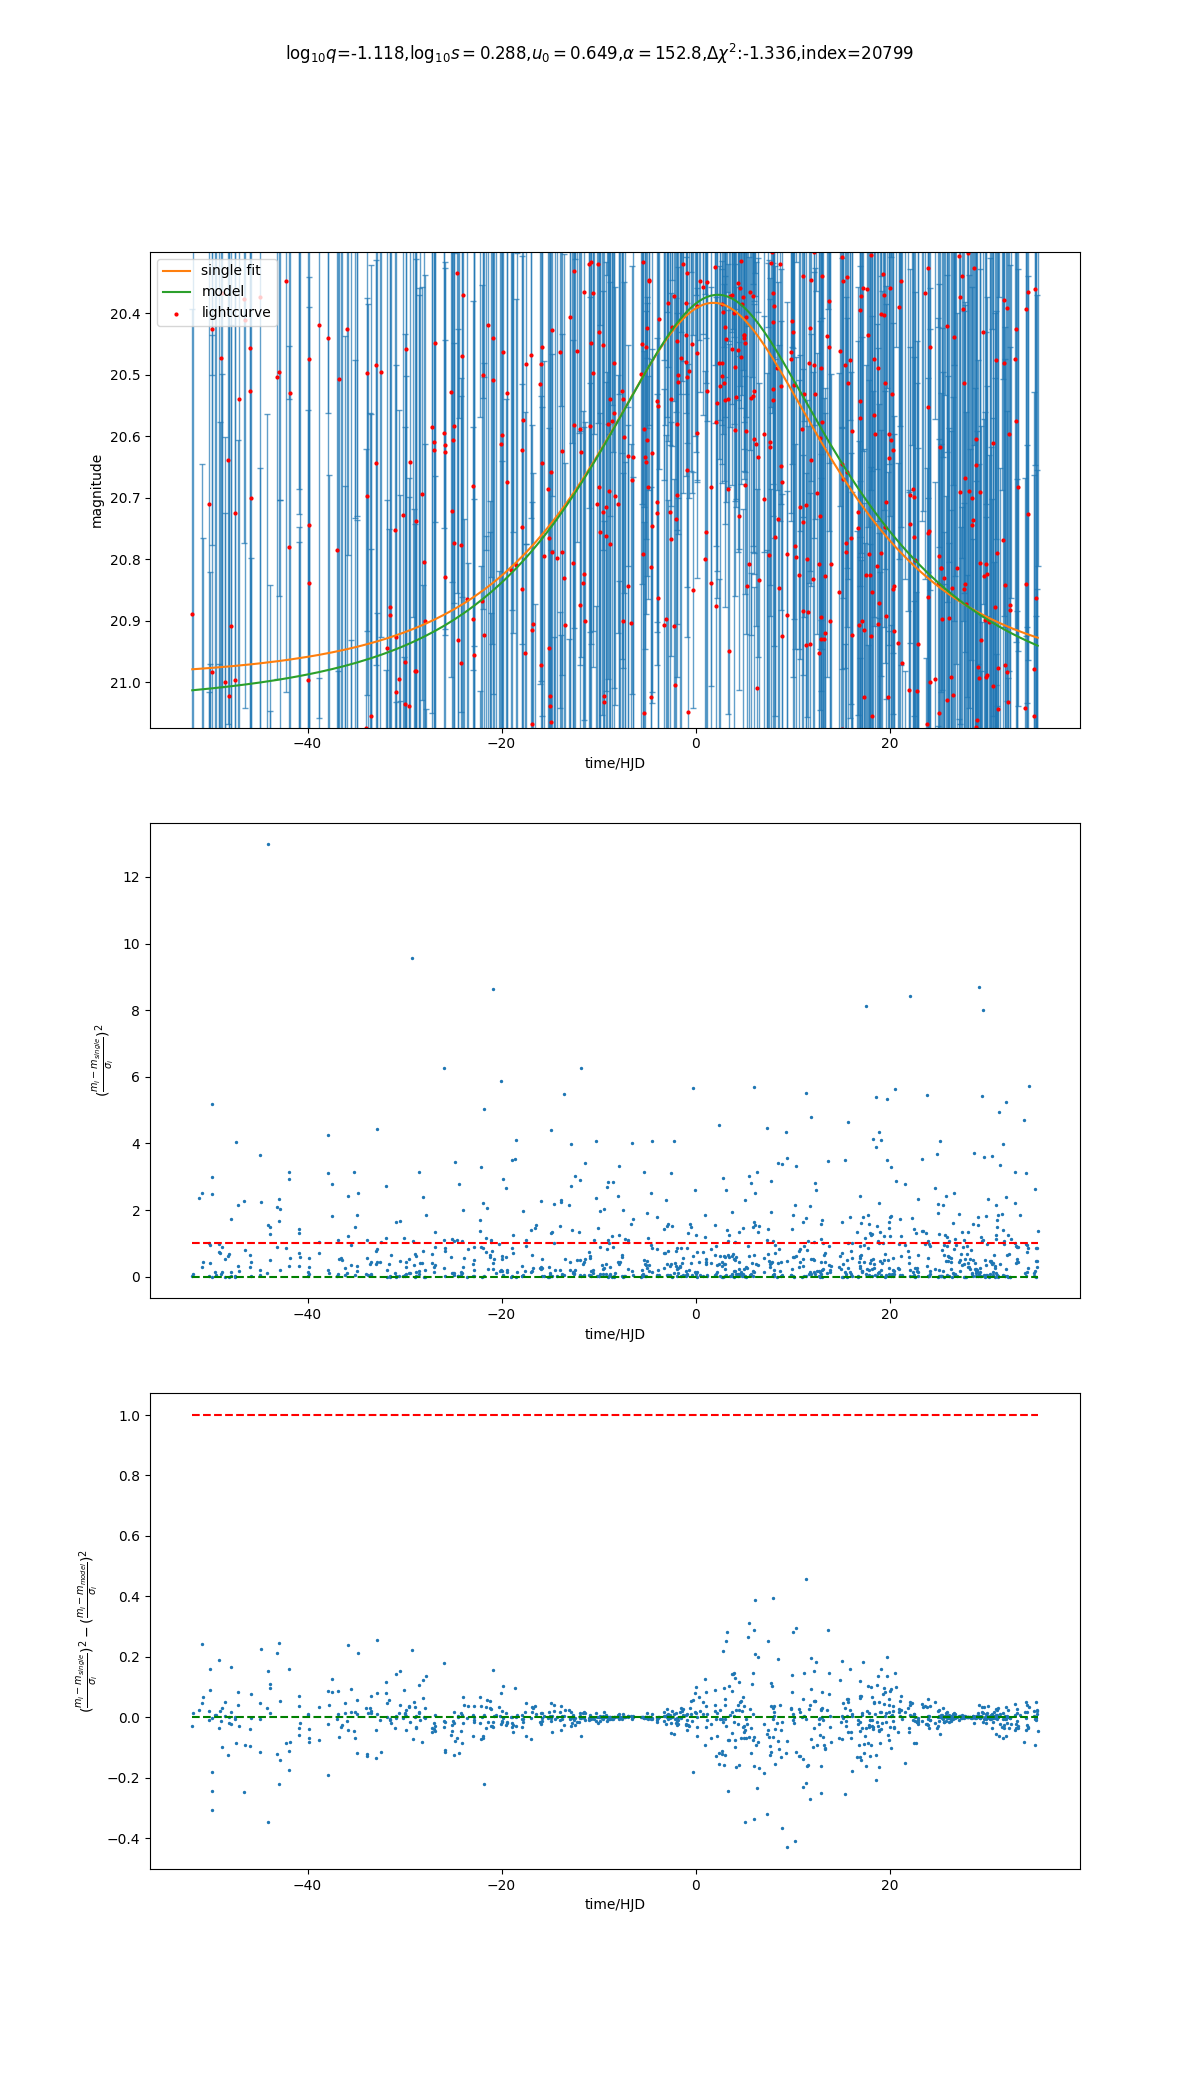 log₁₀q=-1.118,log₁₀s = 0.288,u₀ = 0.649,α = 152.8,Δχ²:-1.336,index=20799
single fit
model
lightcurve
20.4
20.5
20.6
20.7
20.8
20.9
21.0
magnitude
−40 −20 0 20
time/HJD
12
10
8
6
4
2
0
((mᵢ − m_single)/σᵢ)²
−40 −20 0 20
time/HJD
1.0
0.8
0.6
0.4
0.2
0.0
−0.2
−0.4
((mᵢ − m_single)/σᵢ)² − ((mᵢ − m_model)/σᵢ)²
−40 −20 0 20
time/HJD